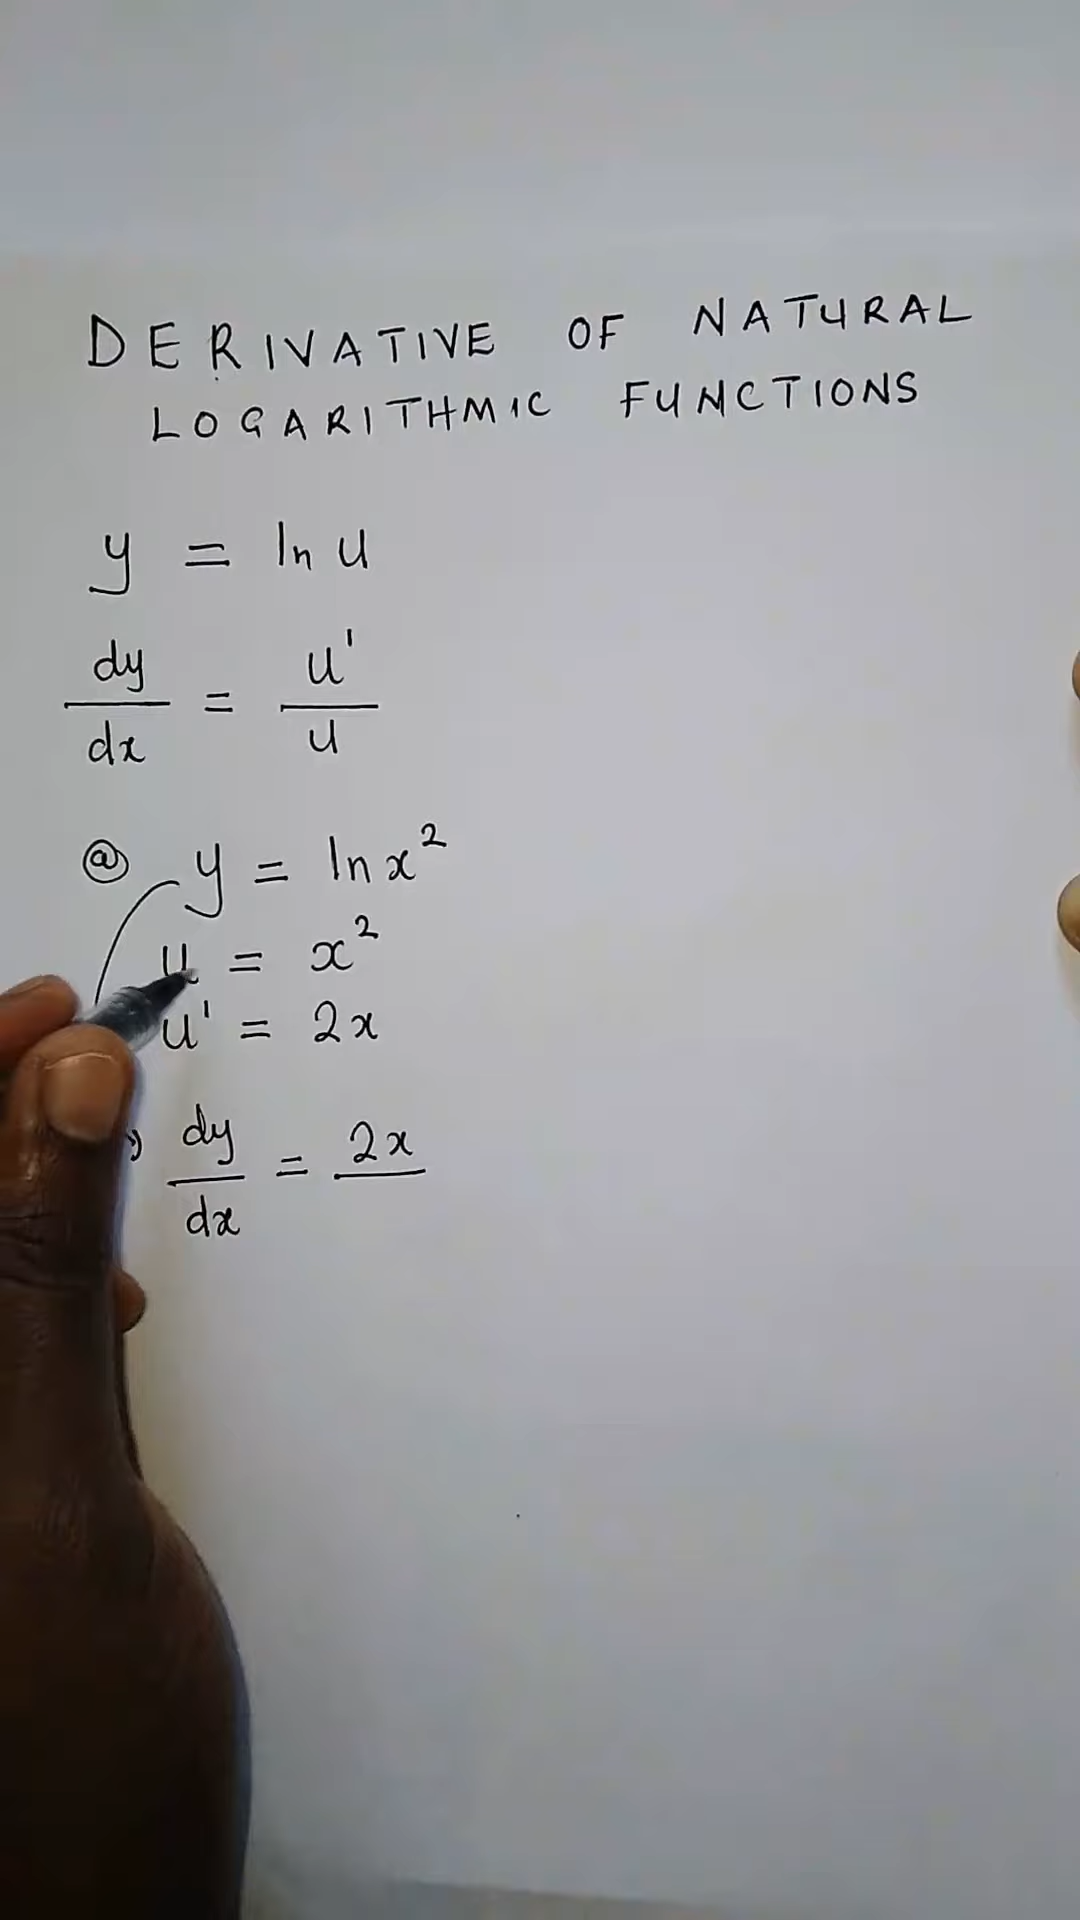 DERIVATIVE OF NATURAL
LOGARITHMIC FUNCTIONS
y = ln u
dy/dx = u'/u
ⓐ y = ln x²
u = x²
u' = 2x
dy/dx = 2x